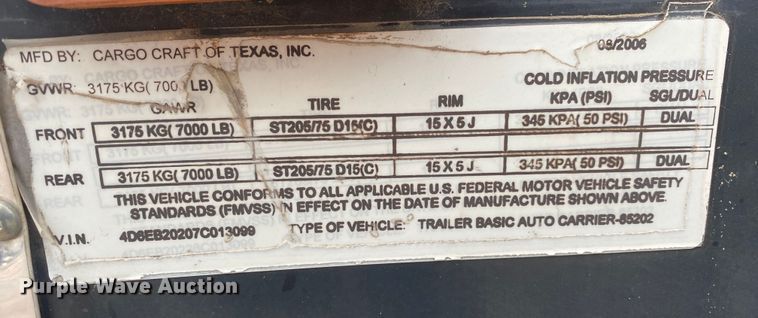 MFD BY: CARGO CRAFT OF TEXAS, INC. 08/2006
GVWR: 3175 KG( 700 LB) COLD INFLATION PRESSURE
GAWR TIRE RIM KPA (PSI) SGL/DUAL
FRONT 3175 KG( 7000 LB) ST205/75 D15(C) 15 X 5 J 345 KPA( 50 PSI) DUAL
REAR 3175 KG( 7000 LB) ST205/75 D15(C) 15 X 5 J 345 KPA( 50 PSI) DUAL
THIS VEHICLE CONFORMS TO ALL APPLICABLE U.S. FEDERAL MOTOR VEHICLE SAFETY
STANDARDS (FMVSS) IN EFFECT ON THE DATE OF MANUFACTURE SHOWN ABOVE.
V.I.N. 4D6EB20207C013099 TYPE OF VEHICLE: TRAILER BASIC AUTO CARRIER-85202
Purple Wave Auction